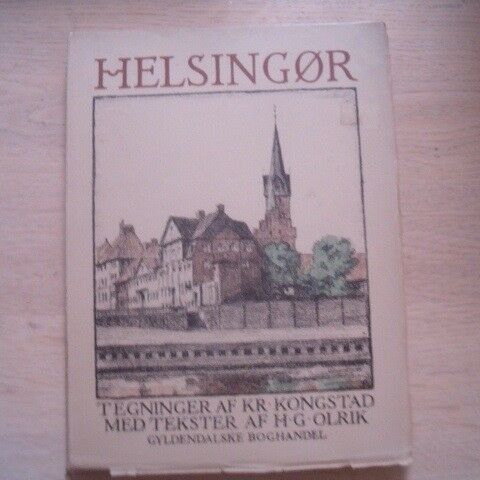 HELSINGØR
TEGNINGER AF KR. KONGSTAD
MED TEKSTER AF H·G·OLRIK
GYLDENDALSKE BOGHANDEL